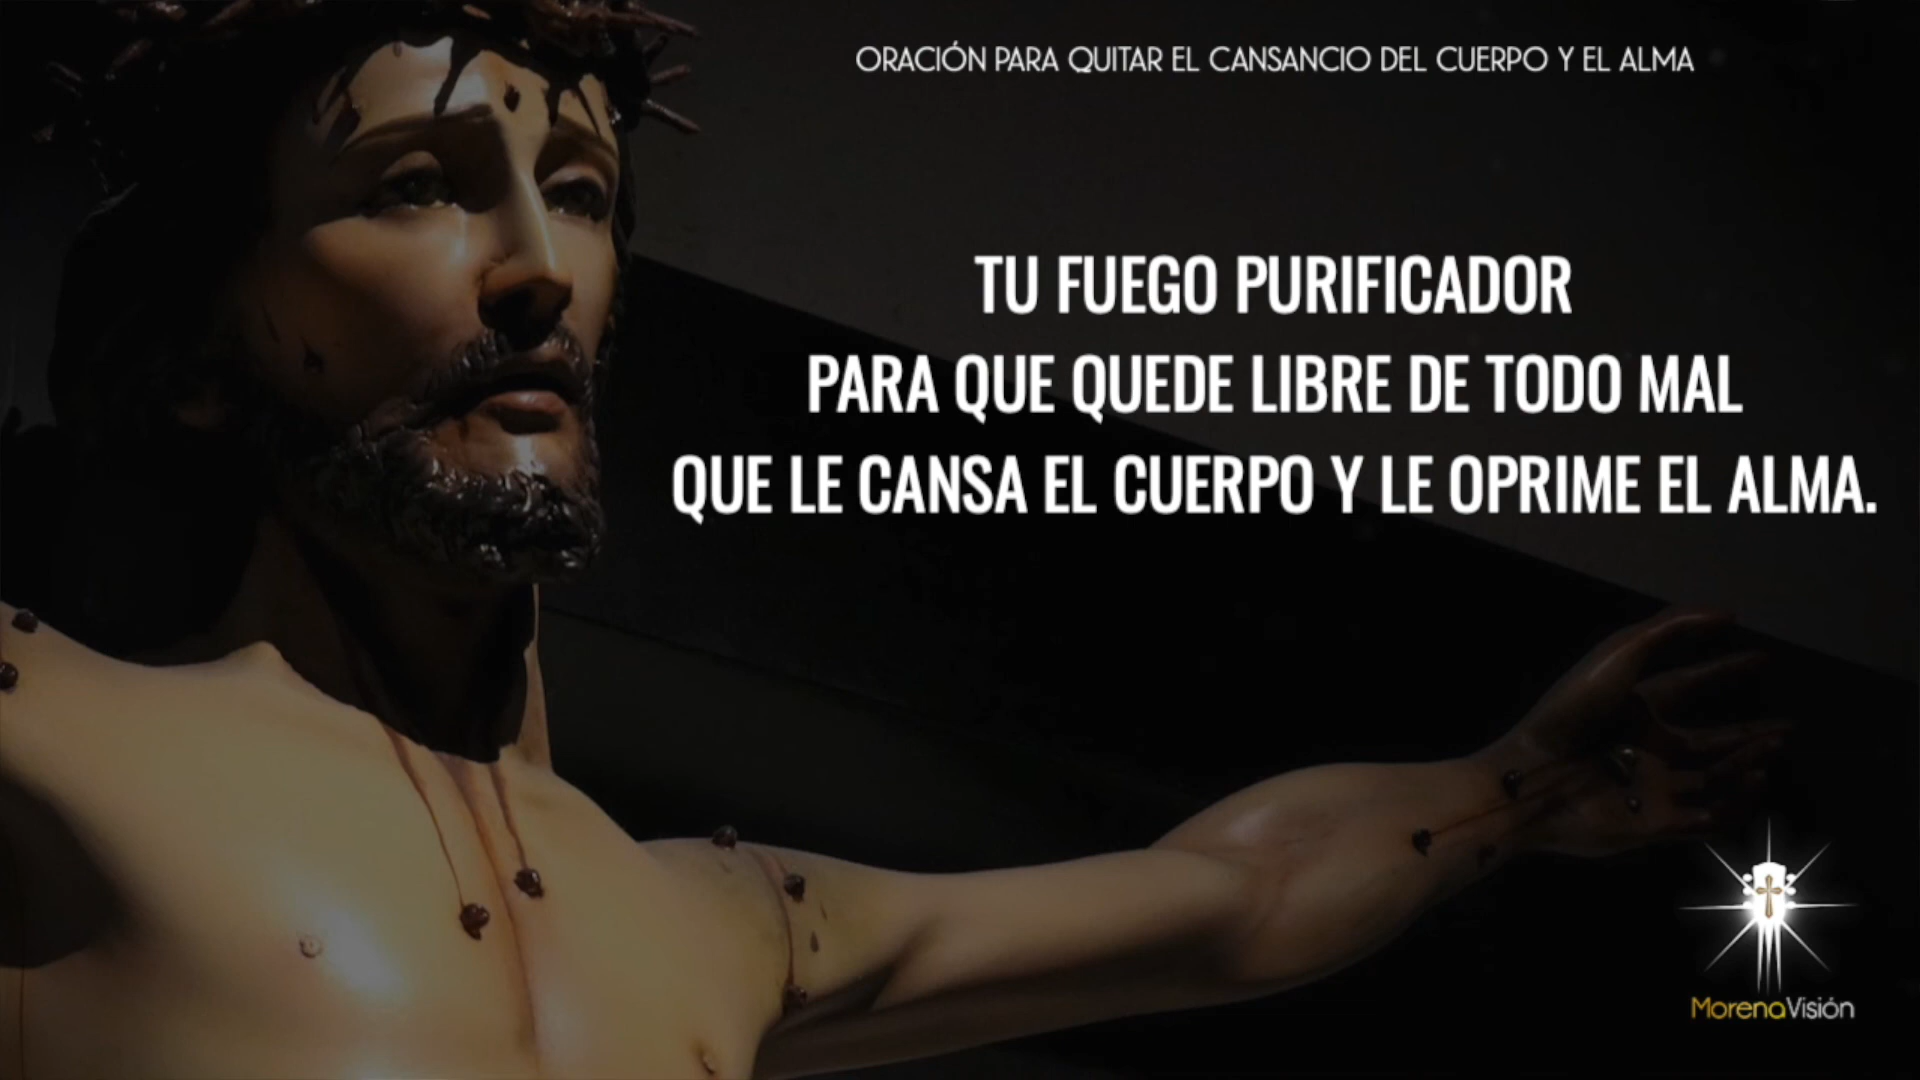 ORACIÓN PARA QUITAR EL CANSANCIO DEL CUERPO Y EL ALMA
TU FUEGO PURIFICADOR
PARA QUE QUEDE LIBRE DE TODO MAL
QUE LE CANSA EL CUERPO Y LE OPRIME EL ALMA.
MorenaVisión